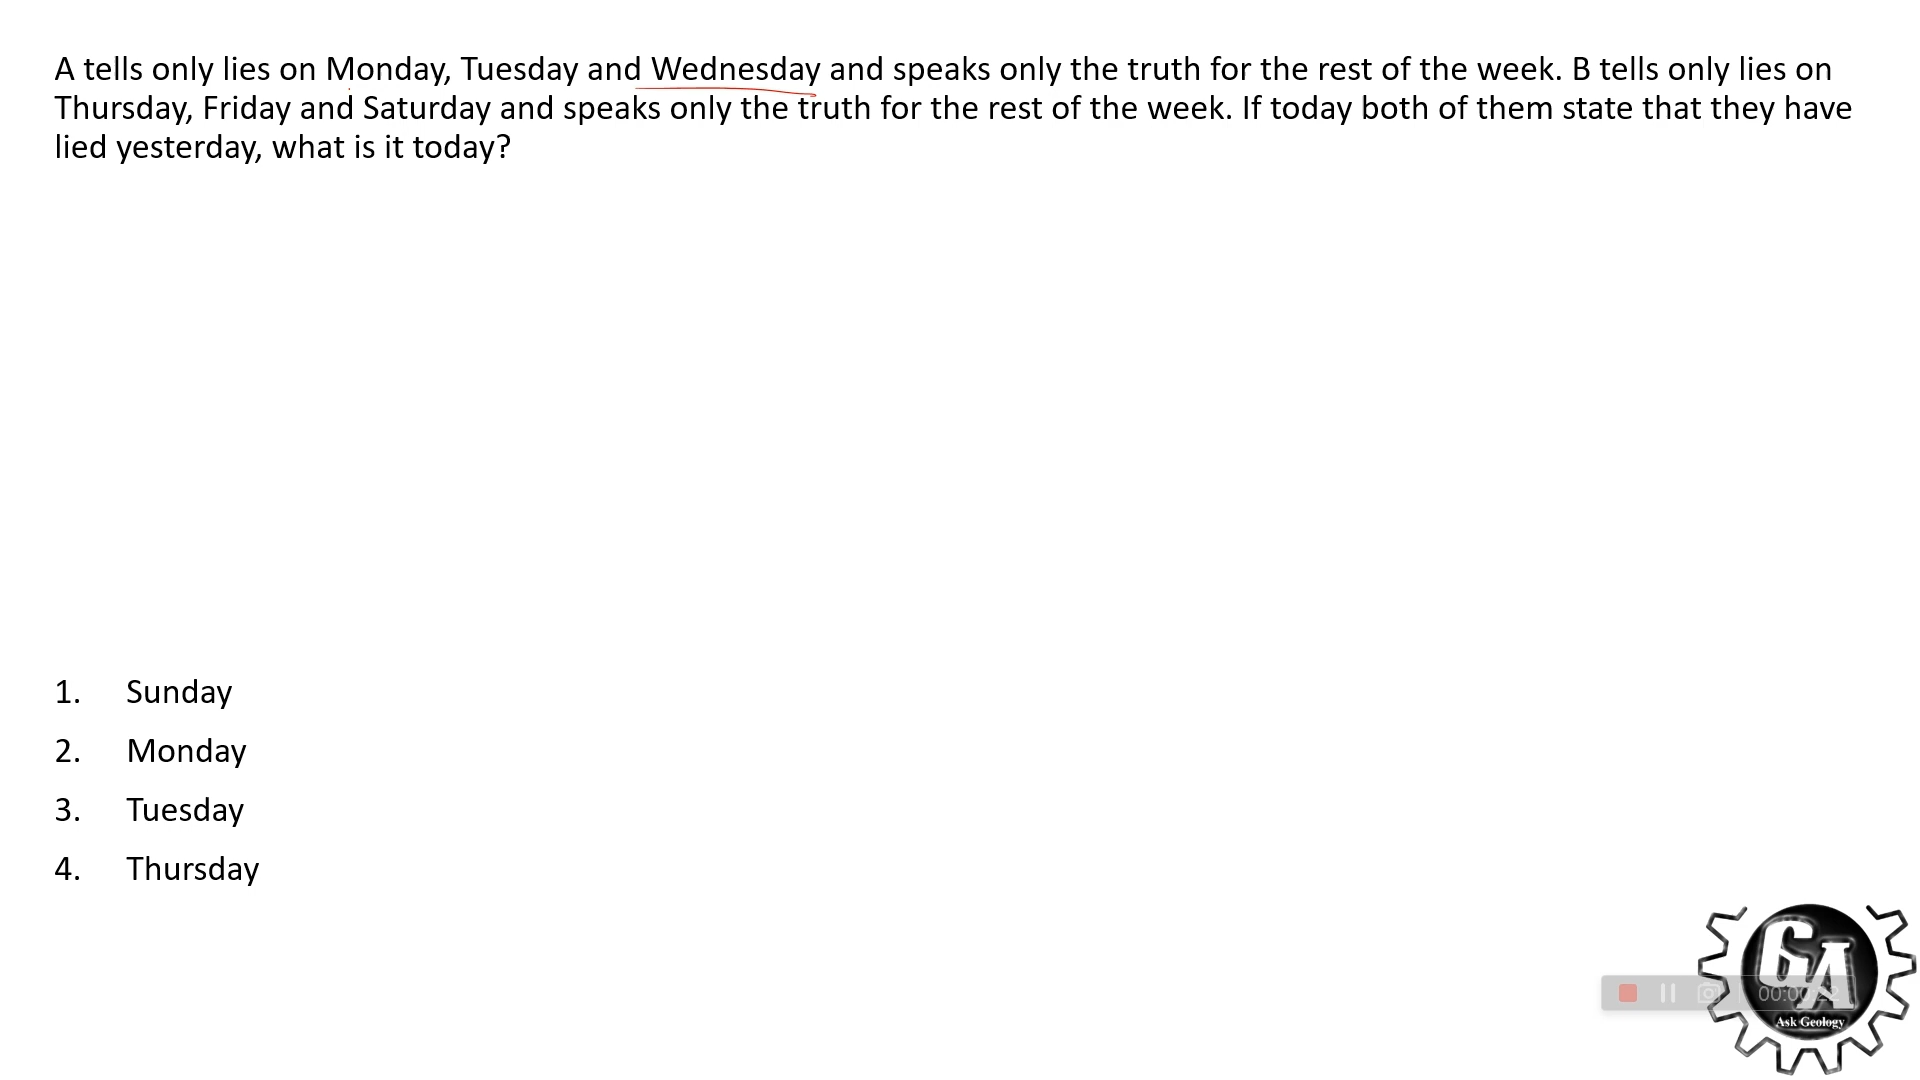 A tells only lies on Monday, Tuesday and Wednesday and speaks only the truth for the rest of the week. B tells only lies on
Thursday, Friday and Saturday and speaks only the truth for the rest of the week. If today both of them state that they have
lied yesterday, what is it today?
1. Sunday
2. Monday
3. Tuesday
4. Thursday
GA
Ask Geology